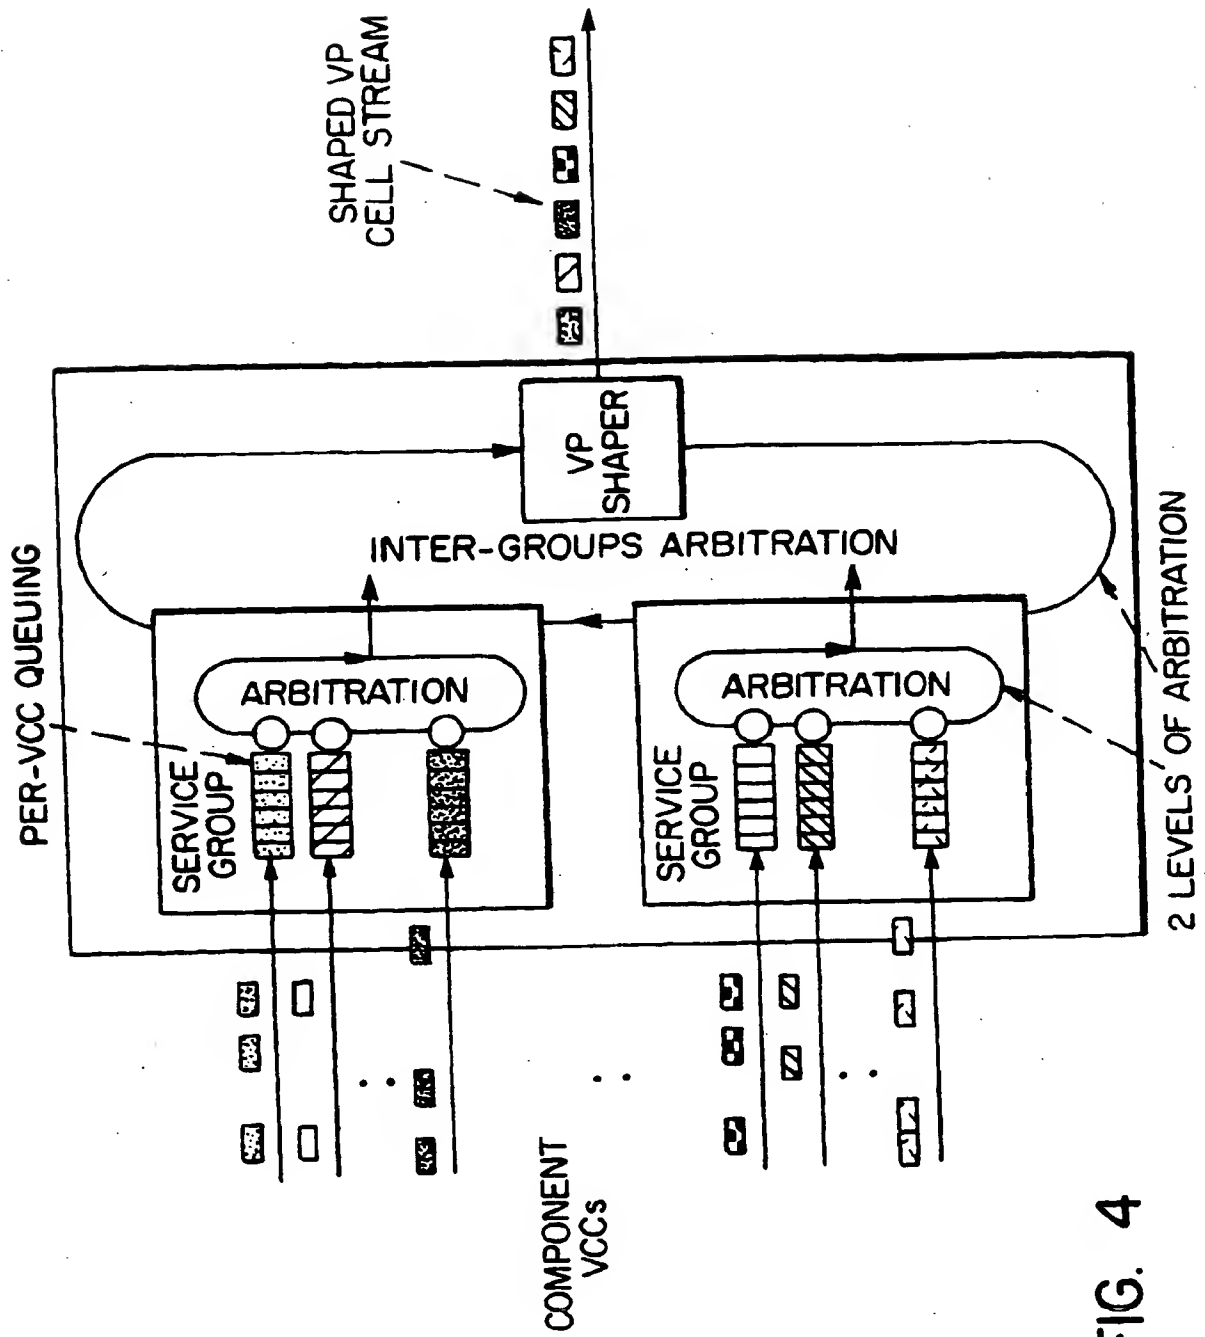 PER-VCC QUEUING
SHAPED VP
CELL STREAM
SERVICE
GROUP
ARBITRATION
INTER-GROUPS ARBITRATION
VP
SHAPER
SERVICE
GROUP
ARBITRATION
COMPONENT
VCCs
2 LEVELS OF ARBITRATION
FIG. 4